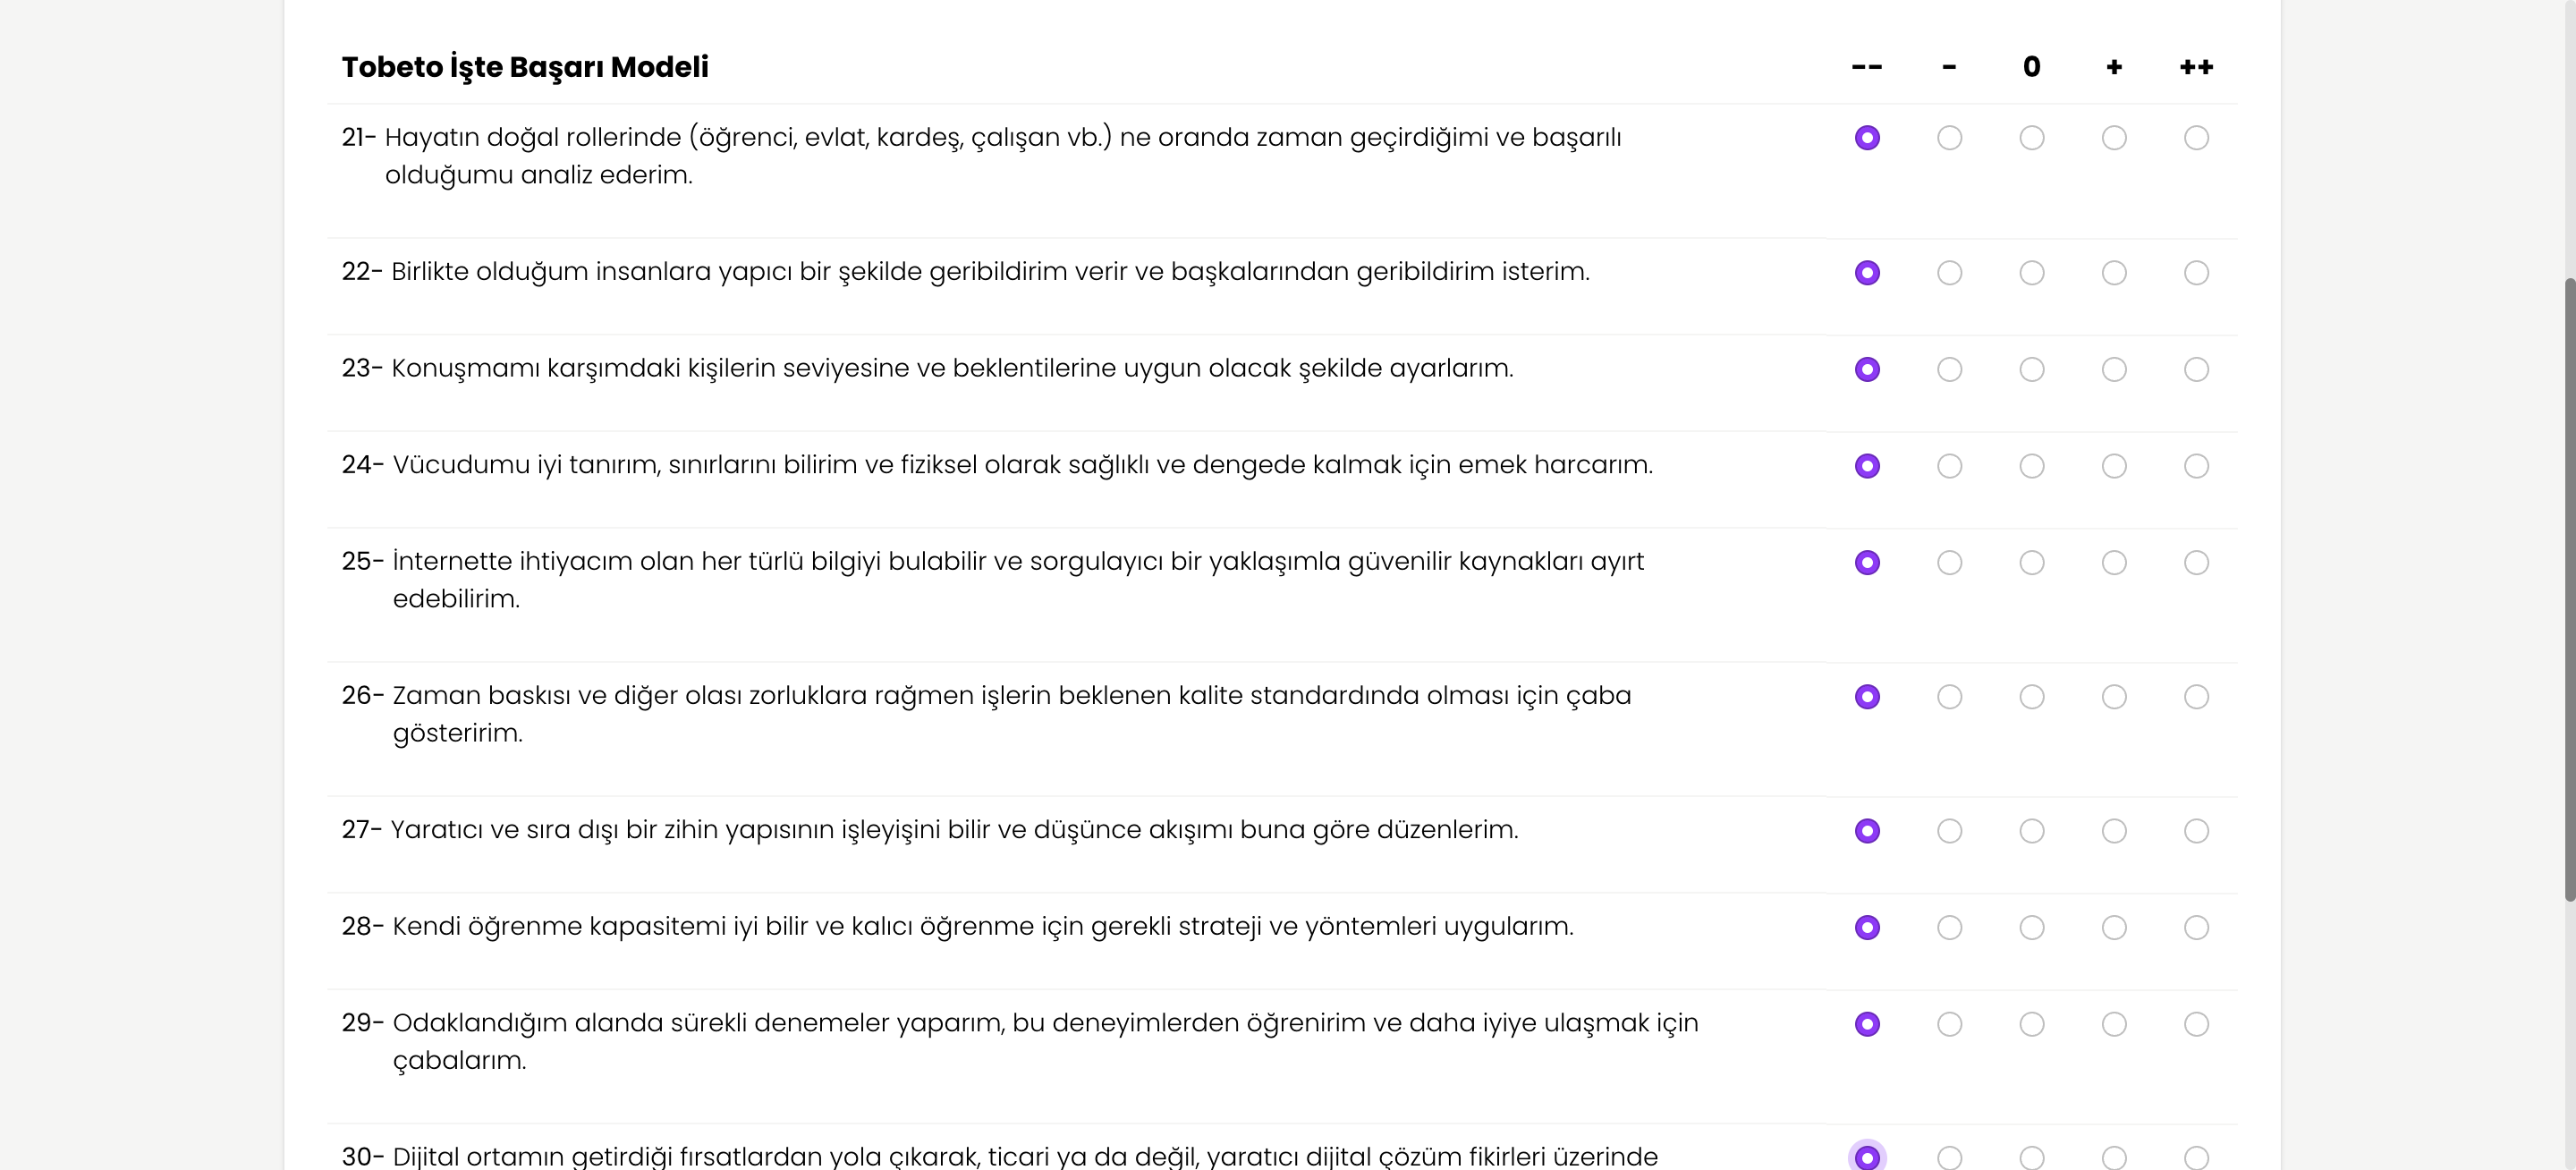 Tobeto İşte Başarı Modeli -- - 0 + ++
21- Hayatın doğal rollerinde (öğrenci, evlat, kardeş, çalışan vb.) ne oranda zaman geçirdiğimi ve başarılı
olduğumu analiz ederim.
22- Birlikte olduğum insanlara yapıcı bir şekilde geribildirim verir ve başkalarından geribildirim isterim.
23- Konuşmamı karşımdaki kişilerin seviyesine ve beklentilerine uygun olacak şekilde ayarlarım.
24- Vücudumu iyi tanırım, sınırlarını bilirim ve fiziksel olarak sağlıklı ve dengede kalmak için emek harcarım.
25- İnternette ihtiyacım olan her türlü bilgiyi bulabilir ve sorgulayıcı bir yaklaşımla güvenilir kaynakları ayırt
edebilirim.
26- Zaman baskısı ve diğer olası zorluklara rağmen işlerin beklenen kalite standardında olması için çaba
gösteririm.
27- Yaratıcı ve sıra dışı bir zihin yapısının işleyişini bilir ve düşünce akışımı buna göre düzenlerim.
28- Kendi öğrenme kapasitemi iyi bilir ve kalıcı öğrenme için gerekli strateji ve yöntemleri uygularım.
29- Odaklandığım alanda sürekli denemeler yaparım, bu deneyimlerden öğrenirim ve daha iyiye ulaşmak için
çabalarım.
30- Dijital ortamın getirdiği fırsatlardan yola çıkarak, ticari ya da değil, yaratıcı dijital çözüm fikirleri üzerinde